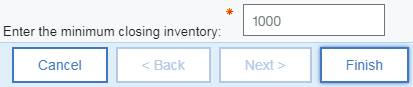 * 1000
Enter the minimum closing inventory:
Cancel < Back Next > Finish